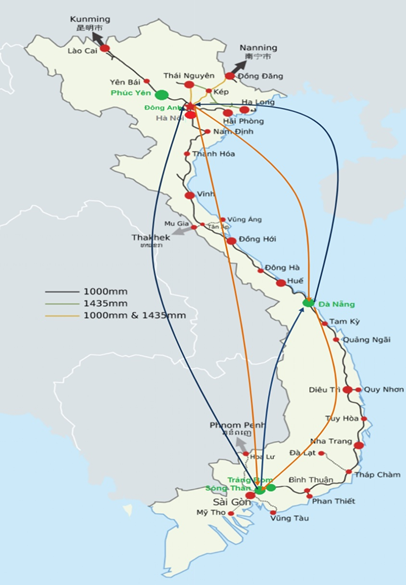 Kunming
昆明市
Nanning
南宁市
Lào Cai
Yên Bái
Thái Nguyên
Đồng Đăng
Phúc Yên
Kép
Đông Anh
Hạ Long
Hà Nội
Hải Phòng
Nam Định
Thanh Hóa
Vinh
Vũng Áng
Mu Gia
Tân Ấp
Thakhek
Đồng Hới
Đông Hà
Huế
1000mm
1435mm
1000mm & 1435mm
Đà Nẵng
Tam Kỳ
Quảng Ngãi
Diêu Trì
Quy Nhơn
Tuy Hòa
Phnom Penh
Nha Trang
Hoa Lư
Đà Lạt
Tháp Chàm
Trảng Bom
Bình Thuận
Sóng Thần
Sài Gòn
Phan Thiết
Mỹ Tho
Vũng Tàu